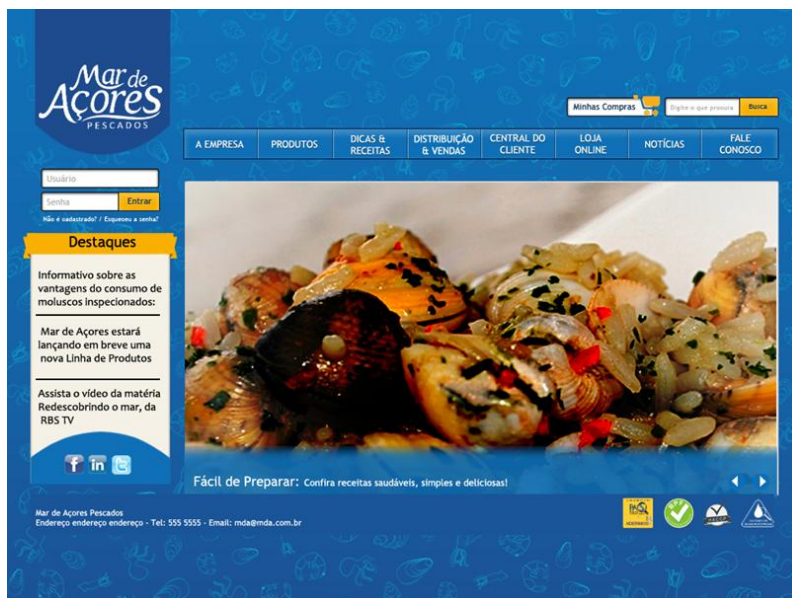 Mar de
Açores
PESCADOS
Minhas Compras
Digite o que procura
Busca
A EMPRESA
PRODUTOS
DICAS &
RECEITAS
DISTRIBUIÇÃO
& VENDAS
CENTRAL DO
CLIENTE
LOJA
ONLINE
NOTÍCIAS
FALE
CONOSCO
Usuário
Senha
Entrar
Não é cadastrado? / Esqueceu a senha?
Destaques
Informativo sobre as
vantagens do consumo de
moluscos inspecionados:
Mar de Açores estará
lançando em breve uma
nova Linha de Produtos
Assista o vídeo da matéria
Redescobrindo o mar, da
RBS TV
Fácil de Preparar: Confira receitas saudáveis, simples e deliciosas!
Mar de Açores Pescados
Endereço endereço endereço - Tel: 555 5555 - Email: mda@mda.com.br